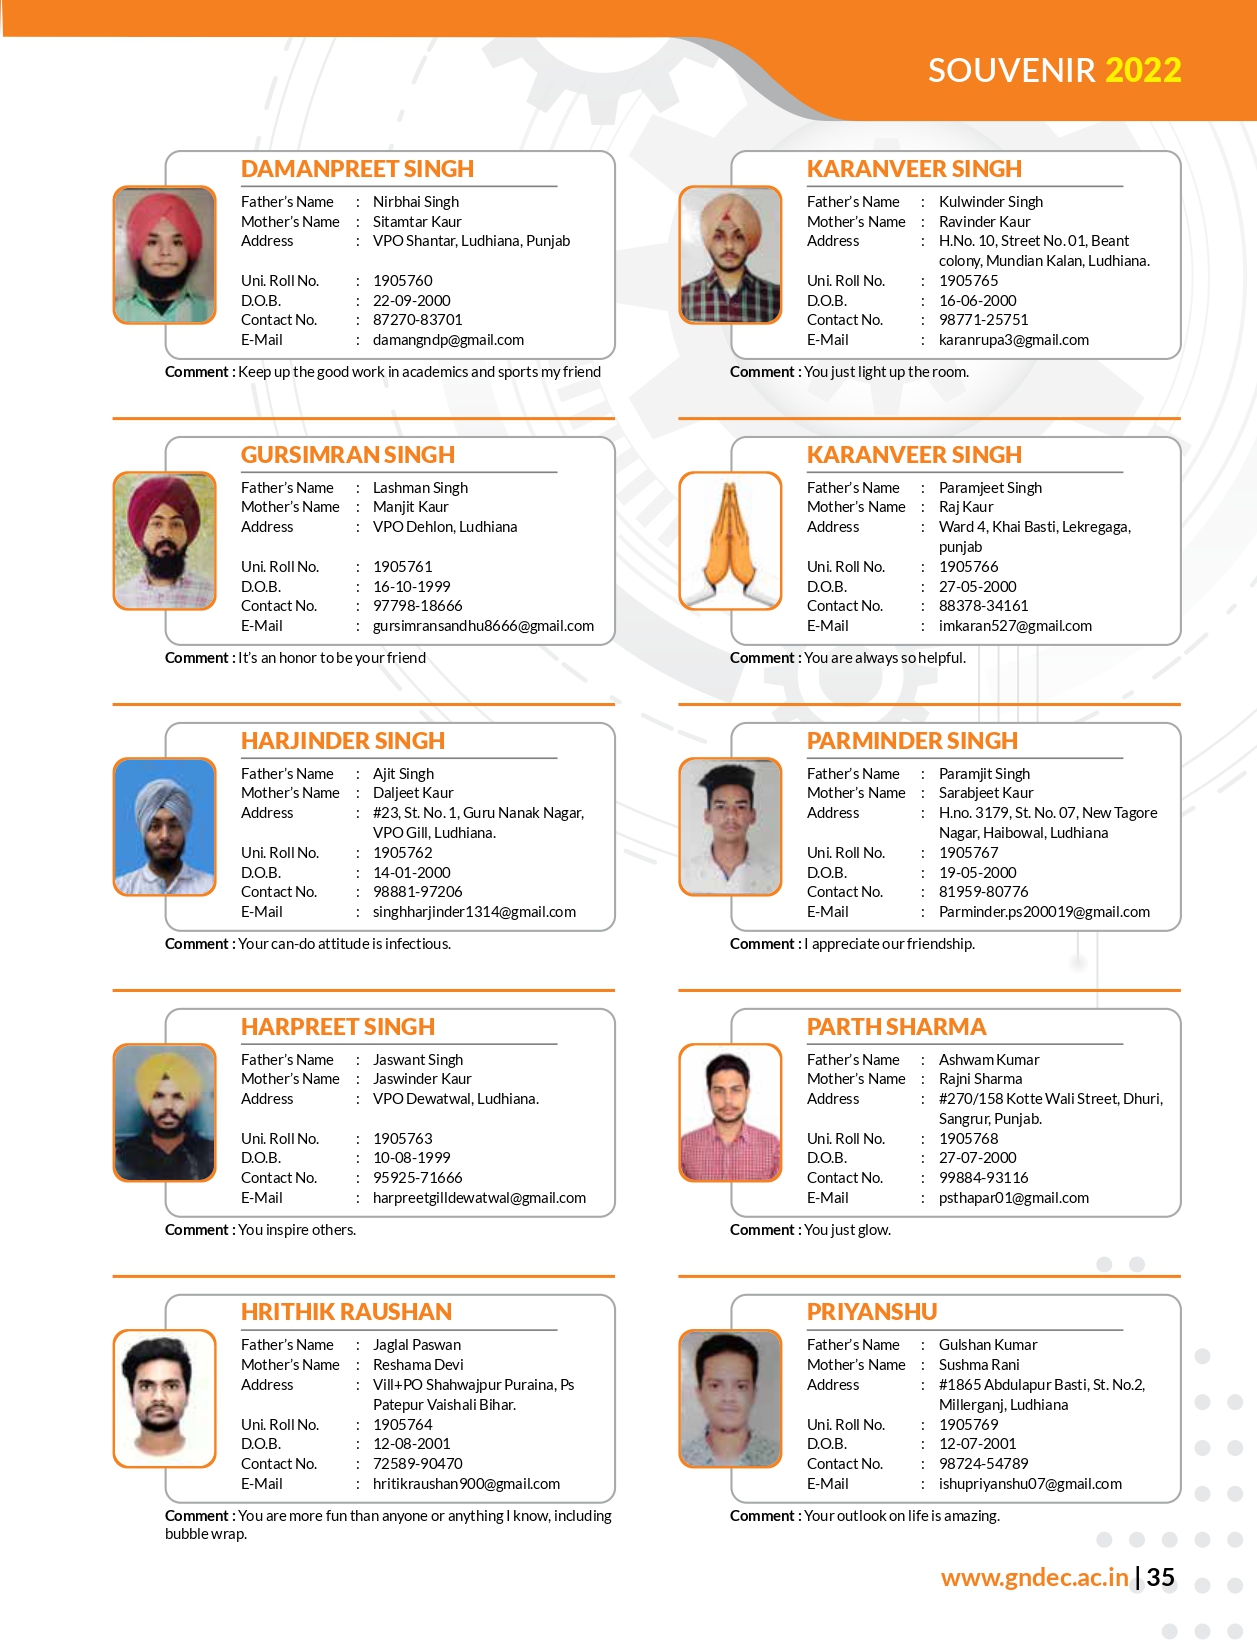 SOUVENIR 2022
DAMANPREET SINGH
Father's Name : Nirbhai Singh
Mother's Name : Sitamtar Kaur
Address : VPO Shantar, Ludhiana, Punjab
Uni. Roll No. : 1905760
D.O.B. : 22-09-2000
Contact No. : 87270-83701
E-Mail : damangndp@gmail.com
Comment : Keep up the good work in academics and sports my friend
GURSIMRAN SINGH
Father's Name : Lashman Singh
Mother's Name : Manjit Kaur
Address : VPO Dehlon, Ludhiana
Uni. Roll No. : 1905761
D.O.B. : 16-10-1999
Contact No. : 97798-18666
E-Mail : gursimransandhu8666@gmail.com
Comment : It's an honor to be your friend
HARJINDER SINGH
Father's Name : Ajit Singh
Mother's Name : Daljeet Kaur
Address : #23, St. No. 1, Guru Nanak Nagar,
VPO Gill, Ludhiana.
Uni. Roll No. : 1905762
D.O.B. : 14-01-2000
Contact No. : 98881-97206
E-Mail : singhharjinder1314@gmail.com
Comment : Your can-do attitude is infectious.
HARPREET SINGH
Father's Name : Jaswant Singh
Mother's Name : Jaswinder Kaur
Address : VPO Dewatwal, Ludhiana.
Uni. Roll No. : 1905763
D.O.B. : 10-08-1999
Contact No. : 95925-71666
E-Mail : harpreetgilldewatwal@gmail.com
Comment : You inspire others.
HRITHIK RAUSHAN
Father's Name : Jaglal Paswan
Mother's Name : Reshama Devi
Address : Vill+PO Shahwajpur Puraina, Ps
Patepur Vaishali Bihar.
Uni. Roll No. : 1905764
D.O.B. : 12-08-2001
Contact No. : 72589-90470
E-Mail : hritikraushan900@gmail.com
Comment : You are more fun than anyone or anything I know, including
bubble wrap.
KARANVEER SINGH
Father's Name : Kulwinder Singh
Mother's Name : Ravinder Kaur
Address : H.No. 10, Street No. 01, Beant
colony, Mundian Kalan, Ludhiana.
Uni. Roll No. : 1905765
D.O.B. : 16-06-2000
Contact No. : 98771-25751
E-Mail : karanrupa3@gmail.com
Comment : You just light up the room.
KARANVEER SINGH
Father's Name : Paramjeet Singh
Mother's Name : Raj Kaur
Address : Ward 4, Khai Basti, Lekregaga,
punjab
Uni. Roll No. : 1905766
D.O.B. : 27-05-2000
Contact No. : 88378-34161
E-Mail : imkaran527@gmail.com
Comment : You are always so helpful.
PARMINDER SINGH
Father's Name : Paramjit Singh
Mother's Name : Sarabjeet Kaur
Address : H.no. 3179, St. No. 07, New Tagore
Nagar, Haibowal, Ludhiana
Uni. Roll No. : 1905767
D.O.B. : 19-05-2000
Contact No. : 81959-80776
E-Mail : Parminder.ps200019@gmail.com
Comment : I appreciate our friendship.
PARTH SHARMA
Father's Name : Ashwam Kumar
Mother's Name : Rajni Sharma
Address : #270/158 Kotte Wali Street, Dhuri,
Sangrur, Punjab.
Uni. Roll No. : 1905768
D.O.B. : 27-07-2000
Contact No. : 99884-93116
E-Mail : psthapar01@gmail.com
Comment : You just glow.
PRIYANSHU
Father's Name : Gulshan Kumar
Mother's Name : Sushma Rani
Address : #1865 Abdulapur Basti, St. No.2,
Millerganj, Ludhiana
Uni. Roll No. : 1905769
D.O.B. : 12-07-2001
Contact No. : 98724-54789
E-Mail : ishupriyanshu07@gmail.com
Comment : Your outlook on life is amazing.
www.gndec.ac.in | 35